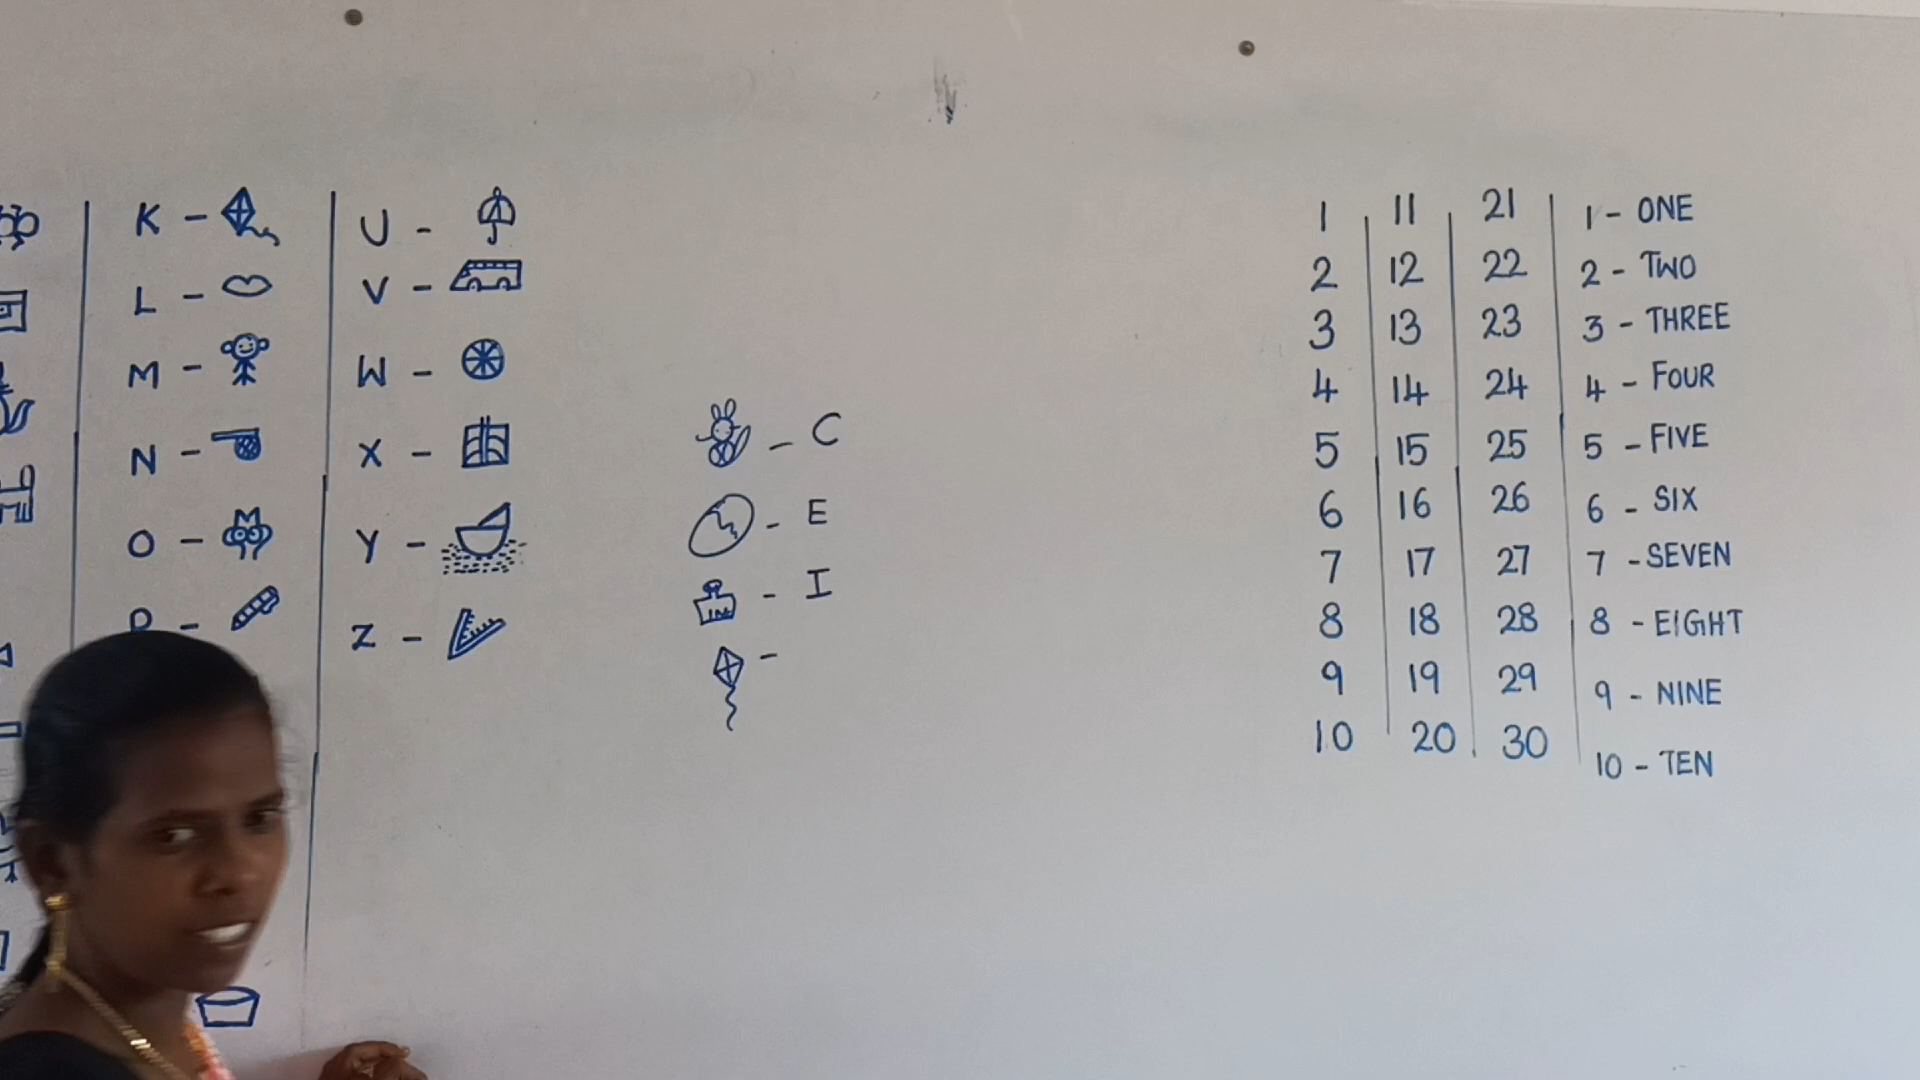 K -
L -
M -
N -
O -
P -
U -
V -
W -
X -
Y -
Z -
- C
- E
IN - I
-
1 11 21 1 - ONE
2 12 22 2 - TWO
3 13 23 3 - THREE
4 14 24 4 - FOUR
5 15 25 5 - FIVE
6 16 26 6 - SIX
7 17 27 7 - SEVEN
8 18 28 8 - EIGHT
9 19 29 9 - NINE
10 20 30 10 - TEN